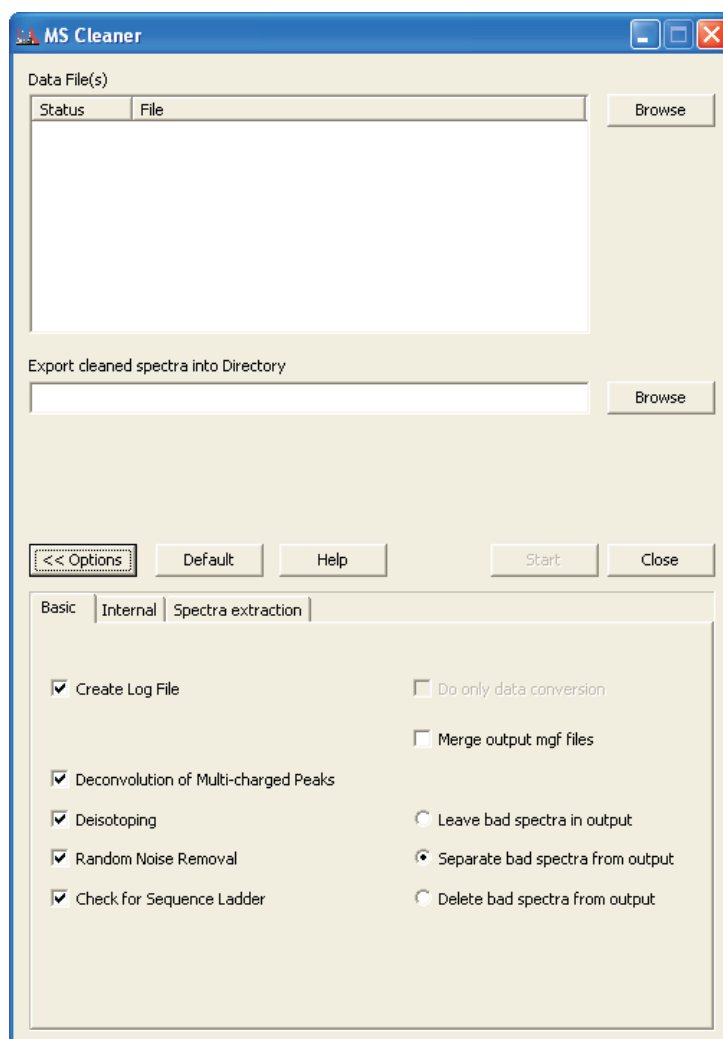 MS Cleaner
Data File(s)
Status File
Browse
Export cleaned spectra into Directory
Browse
<< Options Default Help Start Close
Basic Internal Spectra extraction
Create Log File
Do only data conversion
Merge output mgf files
Deconvolution of Multi-charged Peaks
Deisotoping
Leave bad spectra in output
Random Noise Removal
Separate bad spectra from output
Check for Sequence Ladder
Delete bad spectra from output